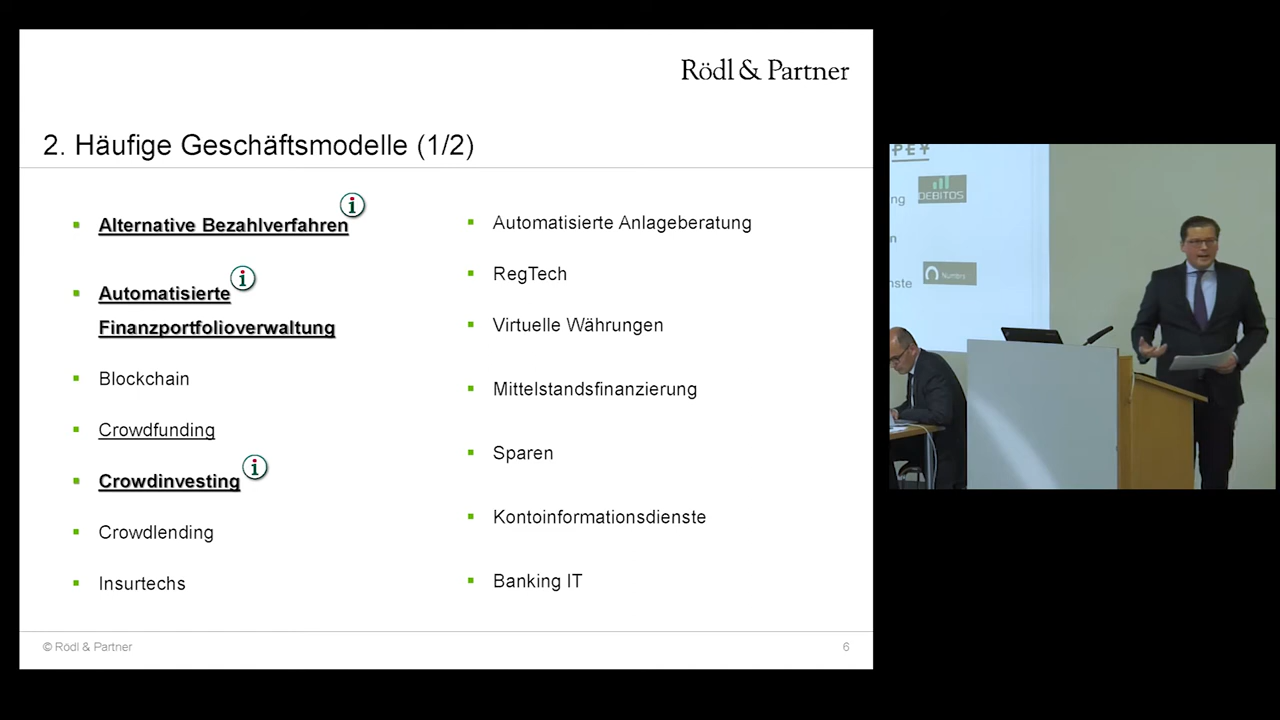 Rödl & Partner
2. Häufige Geschäftsmodelle (1/2)
Alternative Bezahlverfahren
Automatisierte
Finanzportfolioverwaltung
Blockchain
Crowdfunding
Crowdinvesting
Crowdlending
Insurtechs
Automatisierte Anlageberatung
RegTech
Virtuelle Währungen
Mittelstandsfinanzierung
Sparen
Kontoinformationsdienste
Banking IT
© Rödl & Partner
6
DEBITOS